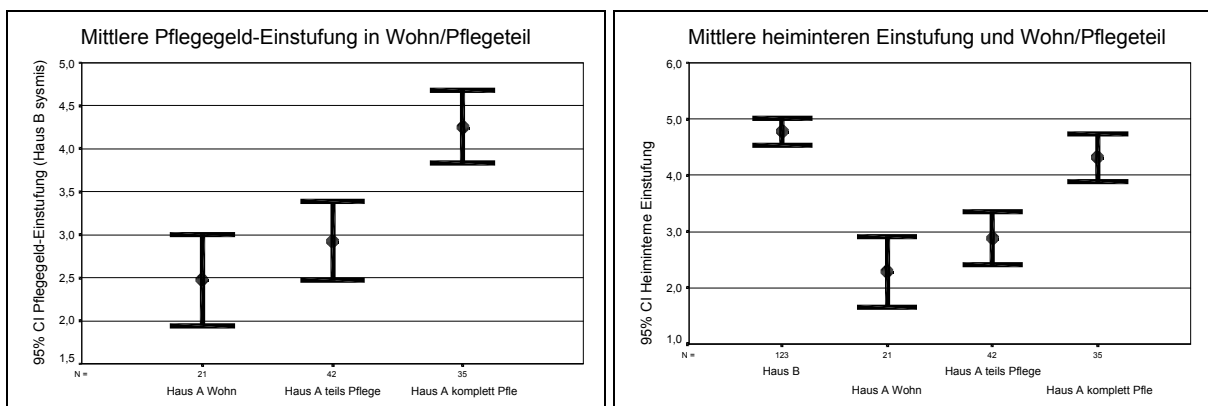 Mittlere Pflegegeld-Einstufung in Wohn/Pflegeteil
95% CI Pflegegeld-Einstufung (Haus B sysmis)
5,0
4,5
4,0
3,5
3,0
2,5
2,0
1,5
N =
21
42
35
Haus A Wohn
Haus A teils Pflege
Haus A komplett Pfle
Mittlere heiminteren Einstufung und Wohn/Pflegeteil
95% CI Heiminterne Einstufung
6,0
5,0
4,0
3,0
2,0
1,0
N =
123
21
42
35
Haus B
Haus A teils Pflege
Haus A Wohn
Haus A komplett Pfle